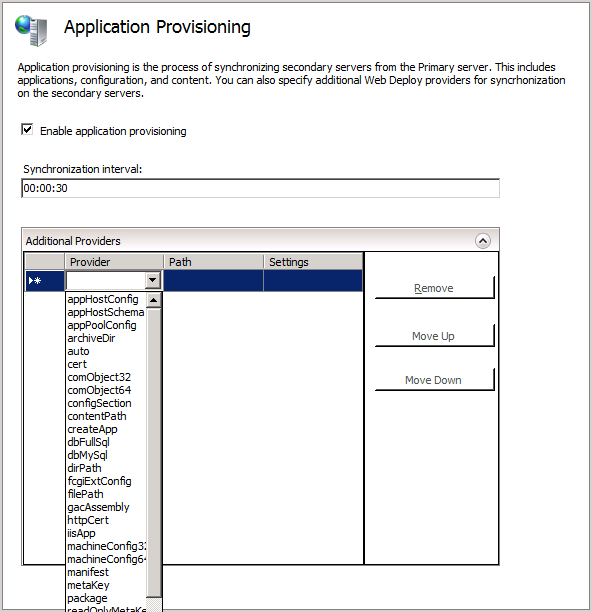 Application Provisioning
Application provisioning is the process of synchronizing secondary servers from the Primary server. This includes
applications, configuration, and content. You can also specify additional Web Deploy providers for syncrhonization
on the secondary servers.
Enable application provisioning
Synchronization interval:
00:00:30
Additional Providers
Provider Path Settings
Remove
Move Up
Move Down
appHostConfig
appHostSchema
appPoolConfig
archiveDir
auto
cert
comObject32
comObject64
configSection
contentPath
createApp
dbFullSql
dbMySql
dirPath
fcgiExtConfig
filePath
gacAssembly
httpCert
iisApp
machineConfig32
machineConfig64
manifest
metaKey
package
readOnlyMetaKe